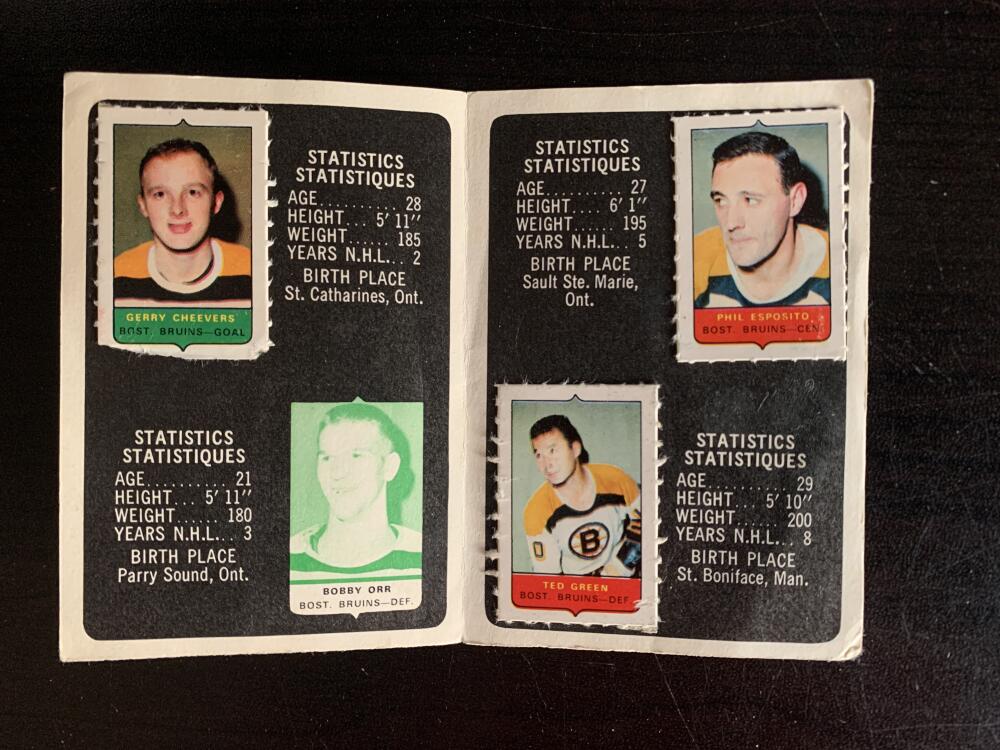 GERRY CHEEVERS
BOST. BRUINS—GOAL
STATISTICS
STATISTIQUES
AGE........... 28
HEIGHT... 5′ 11″
WEIGHT...... 185
YEARS N.H.L... 2
BIRTH PLACE
St. Catharines, Ont.
STATISTICS
STATISTIQUES
AGE........... 21
HEIGHT... 5′ 11″
WEIGHT...... 180
YEARS N.H.L... 3
BIRTH PLACE
Parry Sound, Ont.
BOBBY ORR
BOST. BRUINS—DEF.
STATISTICS
STATISTIQUES
AGE........... 27
HEIGHT.... 6′ 1″
WEIGHT...... 195
YEARS N.H.L... 5
BIRTH PLACE
Sault Ste. Marie,
Ont.
PHIL ESPOSITO
BOST. BRUINS—CEN.
0
B
TED GREEN
BOST. BRUINS—DEF.
STATISTICS
STATISTIQUES
AGE........... 29
HEIGHT... 5′ 10″
WEIGHT...... 200
YEARS N.H.L... 8
BIRTH PLACE
St. Boniface, Man.